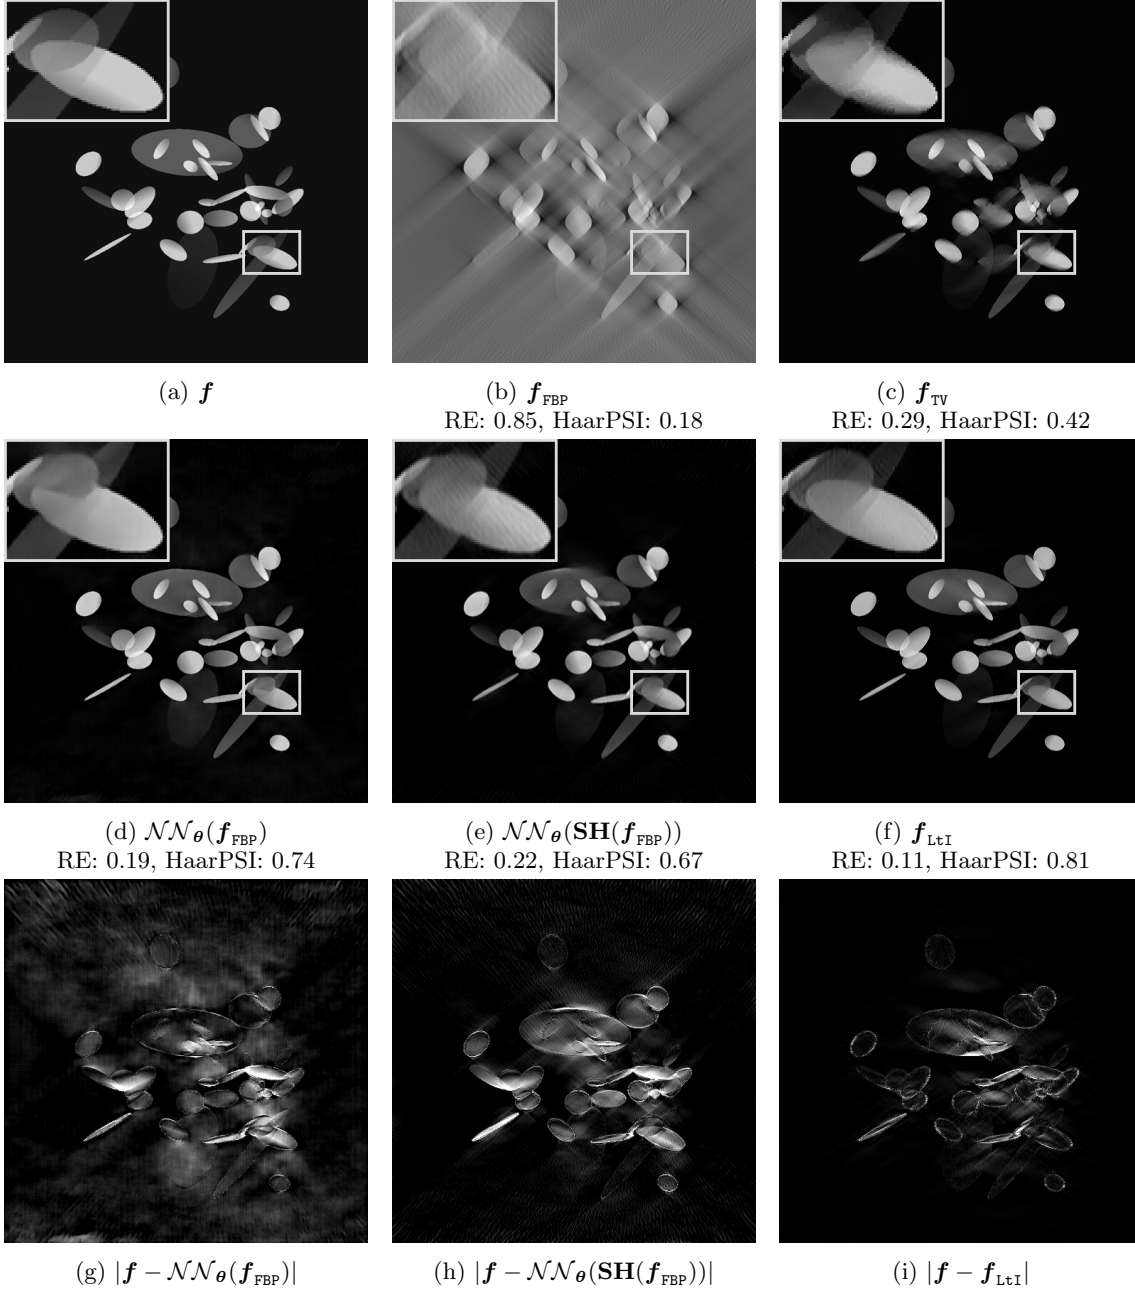 (a) f
(b) f_FBP
RE: 0.85, HaarPSI: 0.18
(c) f_TV
RE: 0.29, HaarPSI: 0.42
(d) 𝒩𝒩_θ(f_FBP)
RE: 0.19, HaarPSI: 0.74
(e) 𝒩𝒩_θ(SH(f_FBP))
RE: 0.22, HaarPSI: 0.67
(f) f_LtI
RE: 0.11, HaarPSI: 0.81
(g) |f − 𝒩𝒩_θ(f_FBP)|
(h) |f − 𝒩𝒩_θ(SH(f_FBP))|
(i) |f − f_LtI|